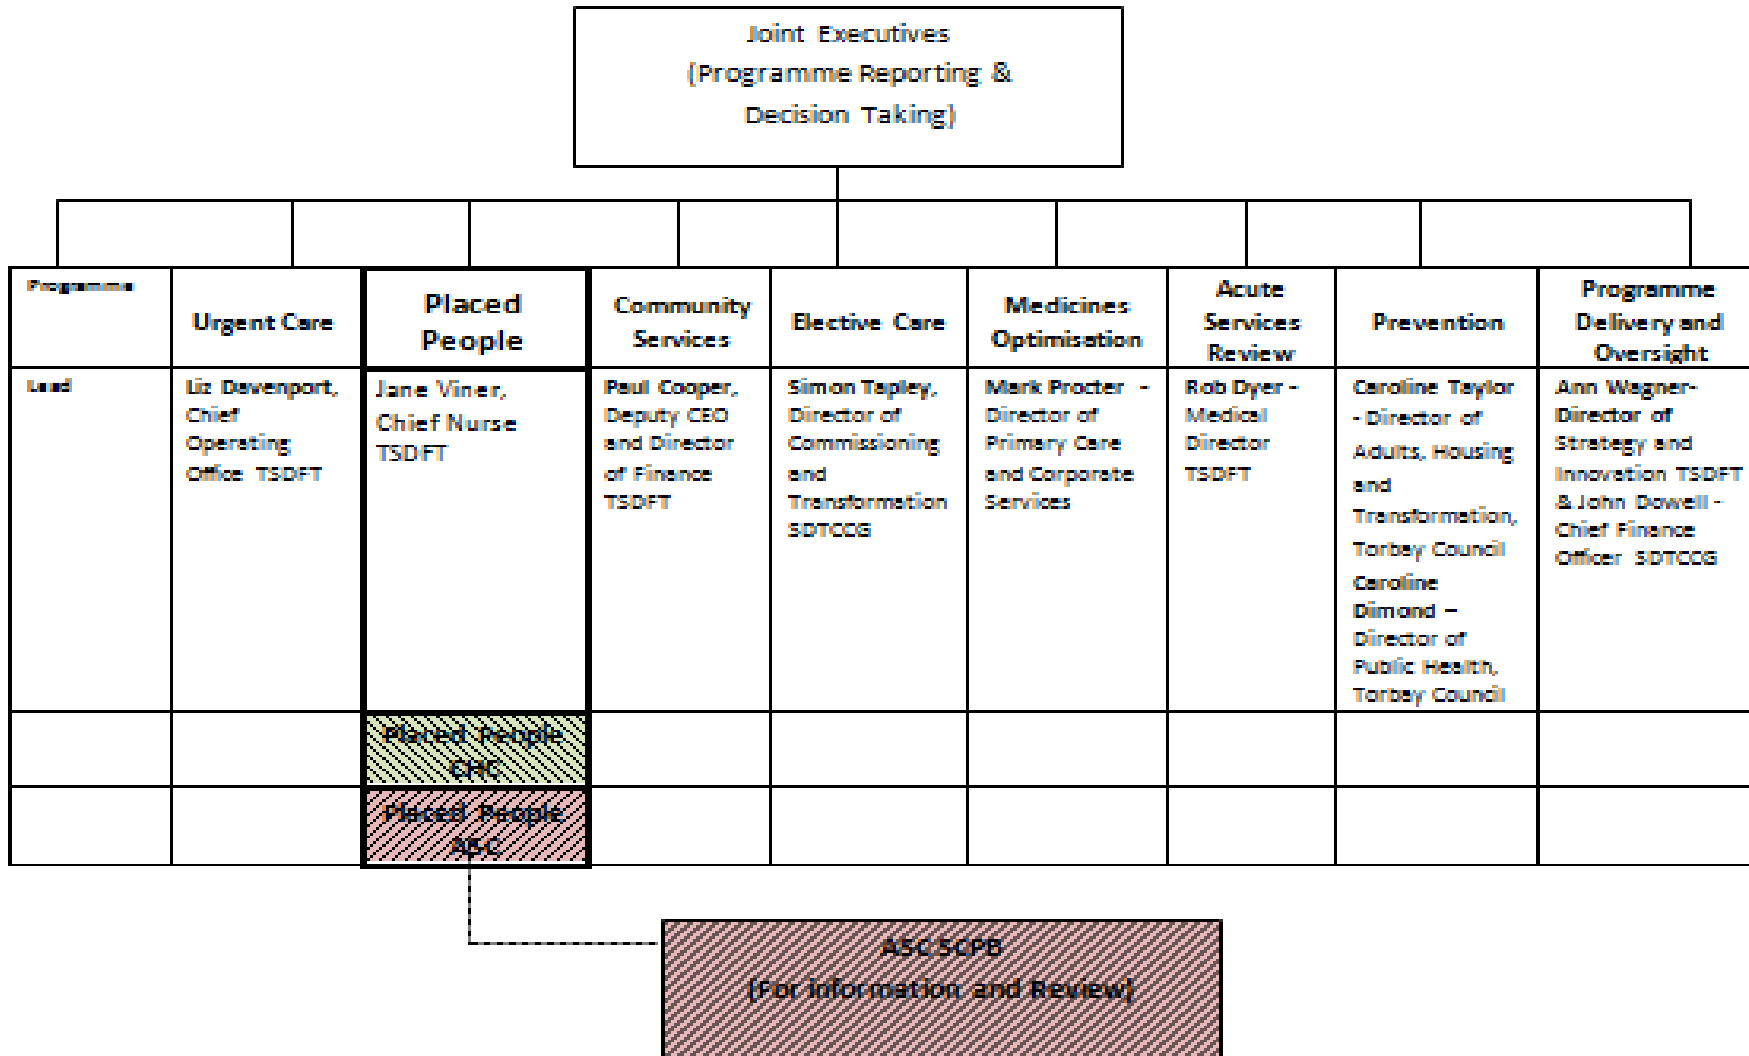 Joint Executives
(Programme Reporting &
Decision Taking)
Programme
Urgent Care
Placed
People
Community
Services
Elective Care
Medicines
Optimisation
Acute
Services
Review
Prevention
Programme
Delivery and
Oversight
Lead
Liz Davenport,
Chief
Operating
Office TSDFT
Jane Viner,
Chief Nurse
TSDFT
Paul Cooper,
Deputy CEO
and Director
of Finance
TSDFT
Simon Tapley,
Director of
Commissioning
and
Transformation
SDTCCG
Mark Procter -
Director of
Primary Care
and Corporate
Services
Rob Dyer -
Medical
Director
TSDFT
Caroline Taylor
- Director of
Adults, Housing
and
Transformation,
Torbay Council
Caroline
Dimond –
Director of
Public Health,
Torbay Council
Ann Wagner-
Director of
Strategy and
Innovation TSDFT
& John Dowell -
Chief Finance
Officer SDTCCG
Placed People
CHC
Placed People
ASC
ASC SCPB
(For information and Review)